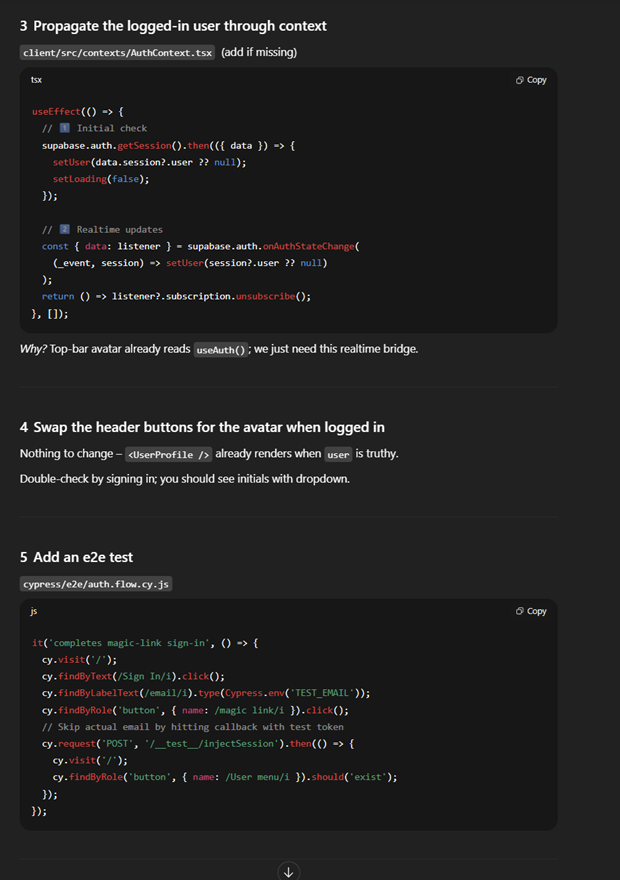 3 Propagate the logged-in user through context
client/src/contexts/AuthContext.tsx (add if missing)
tsx
Copy
useEffect(() => {
  // 1️⃣ Initial check
  supabase.auth.getSession().then(({ data }) => {
    setUser(data.session?.user ?? null);
    setLoading(false);
  });

  // 2️⃣ Realtime updates
  const { data: listener } = supabase.auth.onAuthStateChange(
    (_event, session) => setUser(session?.user ?? null)
  );
  return () => listener?.subscription.unsubscribe();
}, []);
Why? Top-bar avatar already reads useAuth(); we just need this realtime bridge.
4 Swap the header buttons for the avatar when logged in
Nothing to change – <UserProfile /> already renders when user is truthy.
Double-check by signing in; you should see initials with dropdown.
5 Add an e2e test
cypress/e2e/auth.flow.cy.js
js
Copy
it('completes magic-link sign-in', () => {
  cy.visit('/');
  cy.findByText(/Sign In/i).click();
  cy.findByLabelText(/email/i).type(Cypress.env('TEST_EMAIL'));
  cy.findByRole('button', { name: /magic link/i }).click();
  // Skip actual email by hitting callback with test token
  cy.request('POST', '/__test__/injectSession').then(() => {
    cy.visit('/');
    cy.findByRole('button', { name: /User menu/i }).should('exist');
  });
});